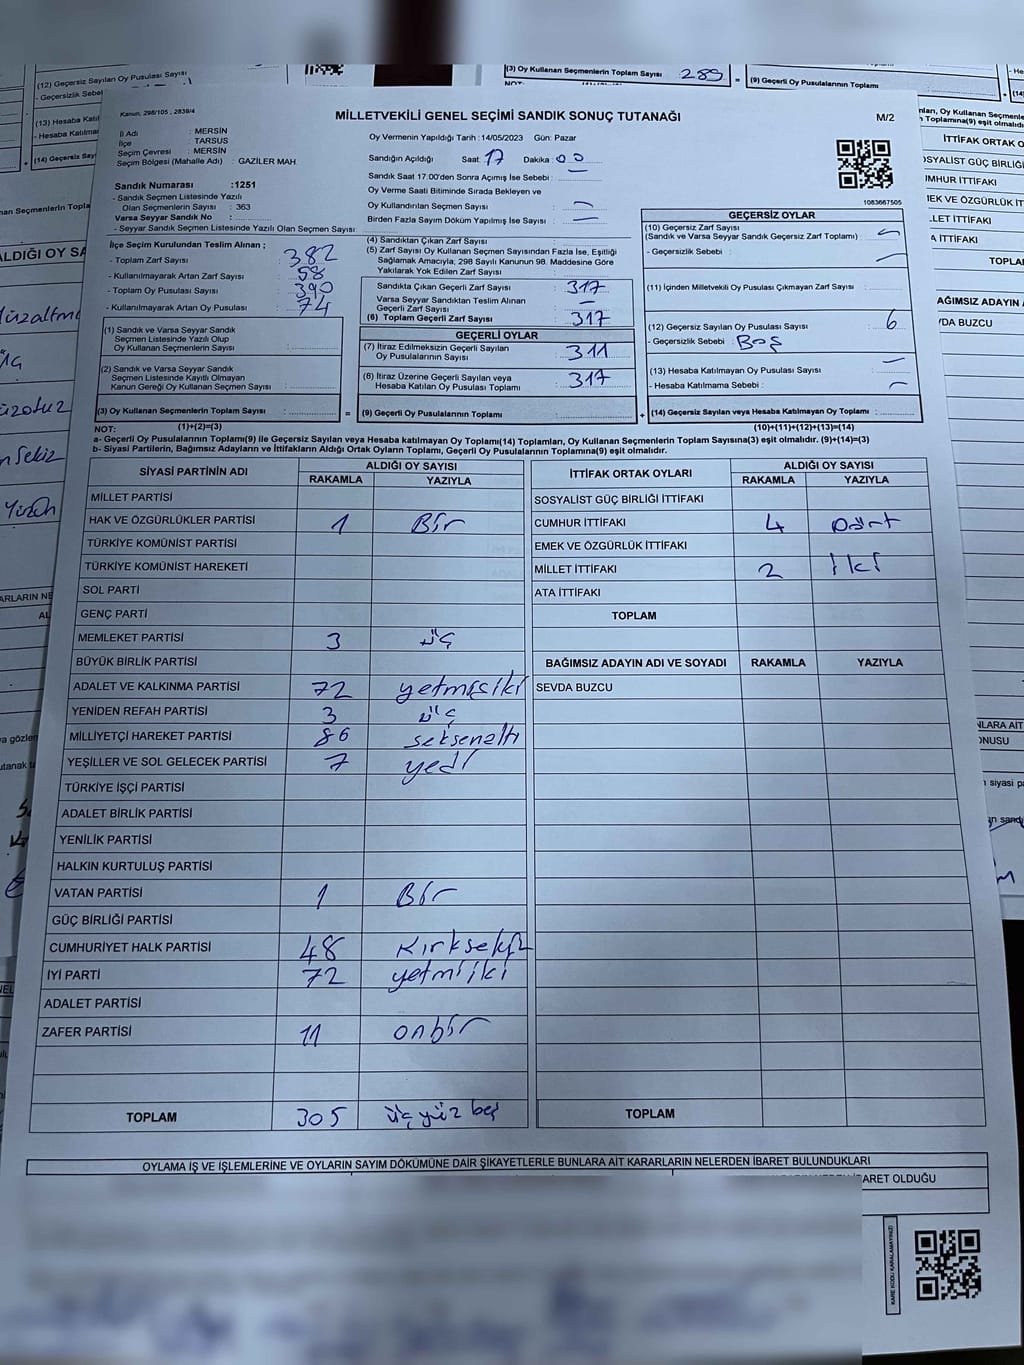 (12) Geçersiz Sayılan Oy Pusulası Sayısı
- Geçersizlik Sebebi
(13) Hesaba
- Hesaba Katılmama
(14) Geçersiz Sayı
(3) Oy Kullanan Seçmenlerin Toplam Sayısı 289 = (9) Geçerli Oy Pusulalarının Toplamı
Kanun, 298/105 , 2839/4
MİLLETVEKİLİ GENEL SEÇİMİ SANDIK SONUÇ TUTANAĞI
M/2
İl Adı : MERSİN
İlçe : TARSUS
Seçim Çevresi : MERSİN
Seçim Bölgesi (Mahalle Adı) : GAZİLER MAH.
Oy Vermenin Yapıldığı Tarih : 14/05/2023 Gün: Pazar
Sandığın Açıldığı Saat : 17 Dakika : 00
Sandık Saat 17:00'den Sonra Açımış İse Sebebi :
Oy Verme Saati Bitiminde Sırada Bekleyen ve
Oy Kullandırılan Seçmen Sayısı : —
Birden Fazla Sayım Döküm Yapılmış İse Sayısı : —
1083667505
Sandık Numarası :1251
- Sandık Seçmen Listesinde Yazılı
Olan Seçmenlerin Sayısı : 363
Varsa Seyyar Sandık No :
- Seyyar Sandık Seçmen Listesinde Yazılı Olan Seçmen Sayısı:
İlçe Seçim Kurulundan Teslim Alınan ;
- Toplam Zarf Sayısı : 382
- Kullanılmayarak Artan Zarf Sayısı : 58
- Toplam Oy Pusulası Sayısı : 390
- Kullanılmayarak Artan Oy Pusulası : 74
(1) Sandık ve Varsa Seyyar Sandık
Seçmen Listesinde Yazılı Olup
Oy Kullanan Seçmenlerin Sayısı :
(2) Sandık ve Varsa Seyyar Sandık
Seçmen Listesinde Kayıtlı Olmayan
Kanun Gereği Oy Kullanan Seçmen Sayısı :
(3) Oy Kullanan Seçmenlerin Toplam Sayısı : =
(4) Sandıktan Çıkan Zarf Sayısı :
(5) Zarf Sayısı Oy Kullanan Seçmen Sayısından Fazla İse, Eşitliği
Sağlamak Amacıyla, 298 Sayılı Kanunun 98. Maddesine Göre
Yakılarak Yok Edilen Zarf Sayısı :
Sandıkta Çıkan Geçerli Zarf Sayısı : 317
Varsa Seyyar Sandıktan Teslim Alınan
Geçerli Zarf Sayısı : —
(6) Toplam Geçerli Zarf Sayısı : 317
GEÇERLİ OYLAR
(7) İtiraz Edilmeksizin Geçerli Sayılan
Oy Pusulalarının Sayısı : 311
(8) İtiraz Üzerine Geçerli Sayılan veya
Hesaba Katılan Oy Pusulası Toplamı : 317
(9) Geçerli Oy Pusulalarının Toplamı : +
GEÇERSİZ OYLAR
(10) Geçersiz Zarf Sayısı
(Sandık ve Varsa Seyyar Sandık Geçersiz Zarf Toplamı) : —
- Geçersizlik Sebebi : —
(11) İçinden Milletvekili Oy Pusulası Çıkmayan Zarf Sayısı:
(12) Geçersiz Sayılan Oy Pusulası Sayısı : 6
- Geçersizlik Sebebi : Boş
(13) Hesaba Katılmayan Oy Pusulası Sayısı : —
- Hesaba Katılmama Sebebi : —
(14) Geçersiz Sayılan veya Hesaba Katılmayan Oy Toplamı :
NOT: (1)+(2)=(3) (10)+(11)+(12)+(13)=(14)
a- Geçerli Oy Pusulalarının Toplamı(9) ile Geçersiz Sayılan veya Hesaba katılmayan Oy Toplamı(14) Toplamları, Oy Kullanan Seçmenlerin Toplam Sayısına(3) eşit olmalıdır. (9)+(14)=(3)
b- Siyasi Partilerin, Bağımsız Adayların ve İttifakların Aldığı Ortak Oyların Toplamı, Geçerli Oy Pusulalarının Toplamına(9) eşit olmalıdır.
SİYASİ PARTİNİN ADI ALDIĞI OY SAYISI
RAKAMLA YAZIYLA
MİLLET PARTİSİ
HAK VE ÖZGÜRLÜKLER PARTİSİ 1 Bir
TÜRKİYE KOMÜNİST PARTİSİ
TÜRKİYE KOMÜNİST HAREKETİ
SOL PARTİ
GENÇ PARTİ
MEMLEKET PARTİSİ 3 üç
BÜYÜK BİRLİK PARTİSİ
ADALET VE KALKINMA PARTİSİ 72 yetmişiki
YENİDEN REFAH PARTİSİ 3 üç
MİLLİYETÇİ HAREKET PARTİSİ 86 seksenaltı
YEŞİLLER VE SOL GELECEK PARTİSİ 7 yedi
TÜRKİYE İŞÇİ PARTİSİ
ADALET BİRLİK PARTİSİ
YENİLİK PARTİSİ
HALKIN KURTULUŞ PARTİSİ
VATAN PARTİSİ 1 Bir
GÜÇ BİRLİĞİ PARTİSİ
CUMHURİYET HALK PARTİSİ 48 Kırksekiz
İYİ PARTİ 72 yetmiiki
ADALET PARTİSİ
ZAFER PARTİSİ 11 onbir
TOPLAM 305 üçyüz beş
İTTİFAK ORTAK OYLARI ALDIĞI OY SAYISI
RAKAMLA YAZIYLA
SOSYALİST GÜÇ BİRLİĞİ İTTİFAKI
CUMHUR İTTİFAKI 4 Dört
EMEK VE ÖZGÜRLÜK İTTİFAKI
MİLLET İTTİFAKI 2 iki
ATA İTTİFAKI
TOPLAM
BAĞIMSIZ ADAYIN ADI VE SOYADI RAKAMLA YAZIYLA
SEVDA BUZCU
TOPLAM
OYLAMA İŞ VE İŞLEMLERİNE VE OYLARIN SAYIM DÖKÜMÜNE DAİR ŞİKAYETLERLE BUNLARA AİT KARARLARIN NELERDEN İBARET BULUNDUKLARI
BARET OLDUĞU
KARE KODU KARALAMAYINIZ!